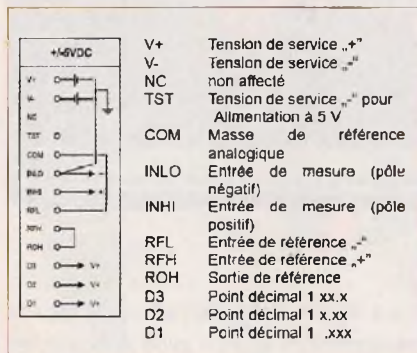 +/-5VDC
V+
V-
NC
TST
COM
INLO
INHI
RFL
RFH
ROH
D3
D2
D1
V+
V+
V+
V+ Tension de service „+"
V- Tension de service „-"
NC non affecté
TST Tension de service „-" pour
Alimentation à 5 V
COM Masse de référence
analogique
INLO Entrée de mesure (pôle
négatif)
INHI Entrée de mesure (pôle
positif)
RFL Entrée de référence „-"
RFH Entrée de référence „+"
ROH Sortie de référence
D3 Point décimal 1 xx.x
D2 Point décimal 1 x.xx
D1 Point décimal 1 .xxx